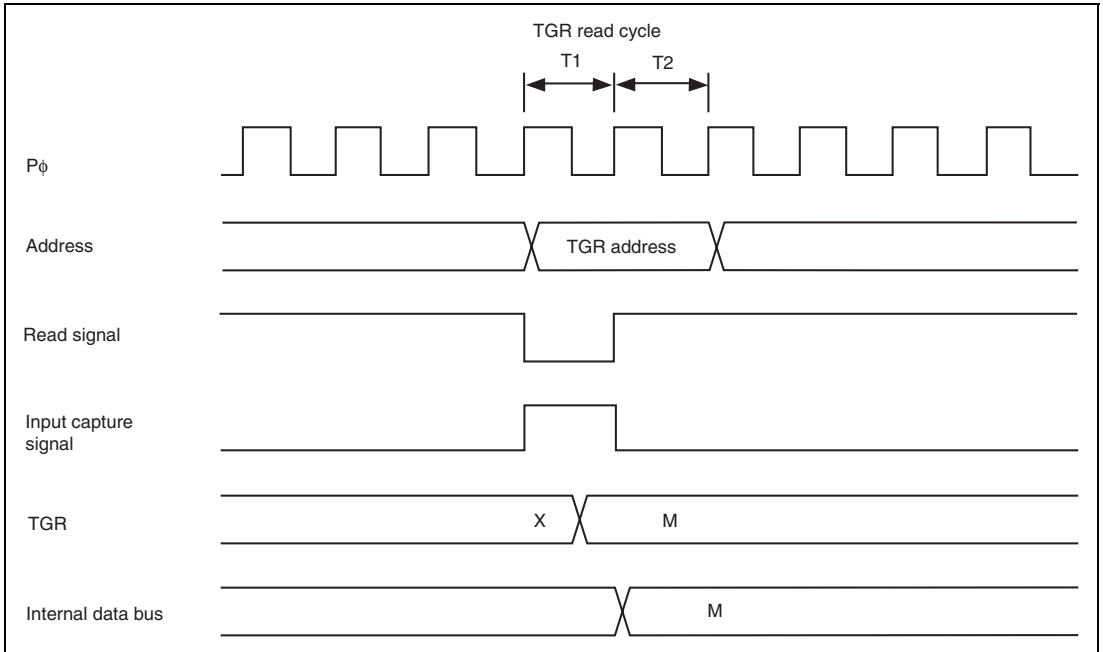 TGR read cycle
T1
T2
Pϕ
Address
TGR address
Read signal
Input capture
signal
TGR
X
M
Internal data bus
M